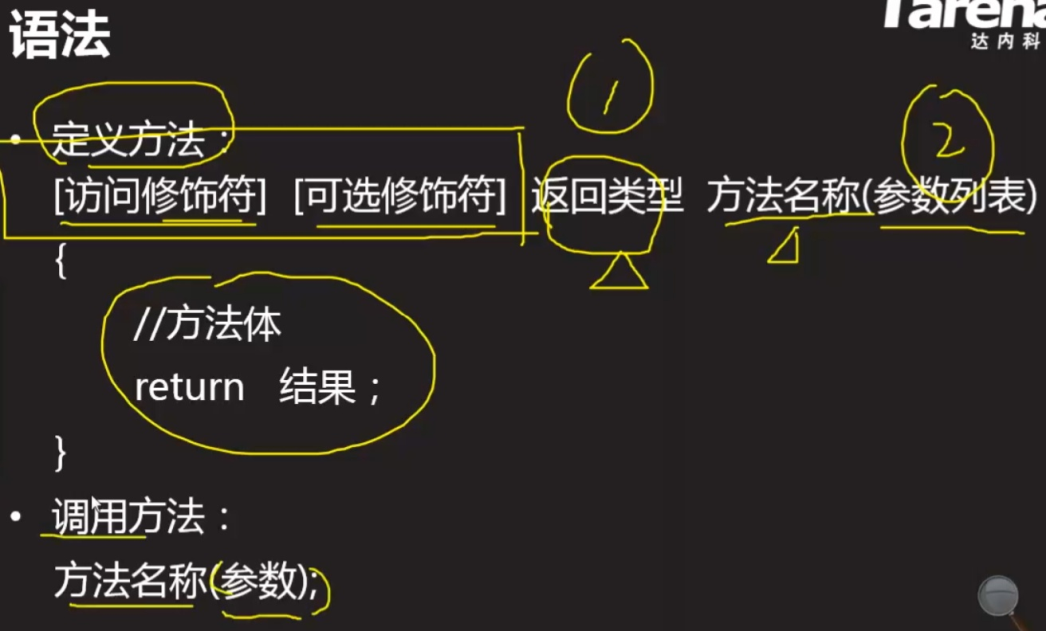 语法
Tarena
达内科
• 定义方法：
①
②
[访问修饰符] [可选修饰符] 返回类型 方法名称(参数列表)
{
//方法体
return 结果；
}
• 调用方法：
方法名称(参数);